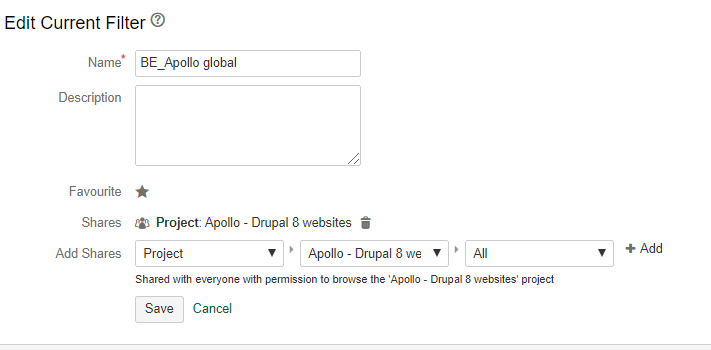 Edit Current Filter ?
Name* BE_Apollo global
Description
Favourite
Shares Project: Apollo - Drupal 8 websites
Add Shares Project Apollo - Drupal 8 we All + Add
Shared with everyone with permission to browse the 'Apollo - Drupal 8 websites' project
Save Cancel